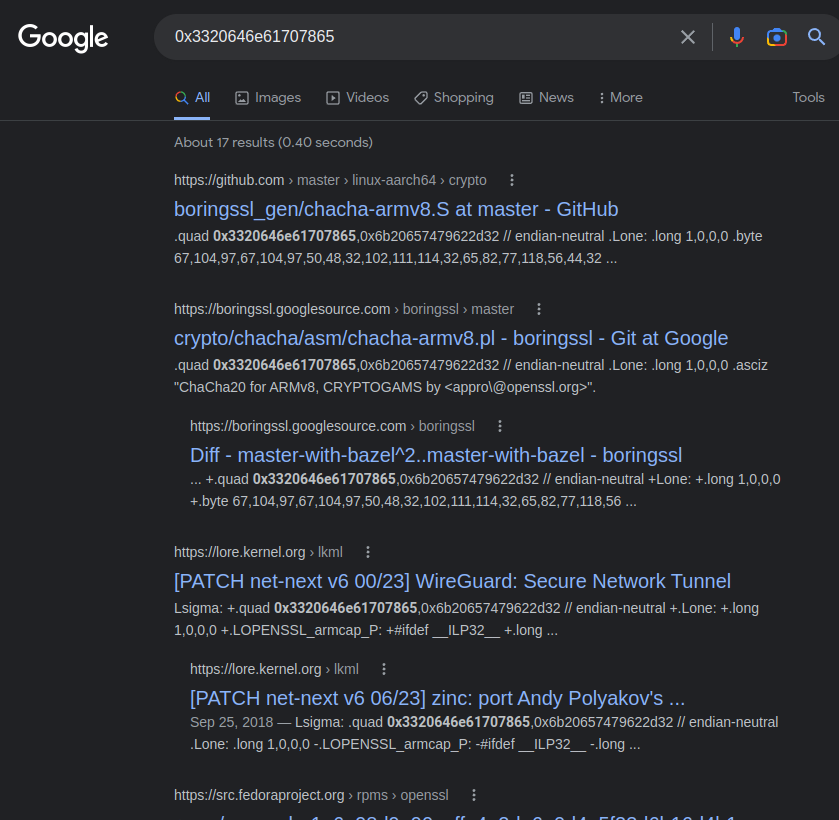 Google
0x3320646e61707865
All Images Videos Shopping News More Tools
About 17 results (0.40 seconds)
https://github.com › master › linux-aarch64 › crypto
boringssl_gen/chacha-armv8.S at master - GitHub
.quad 0x3320646e61707865,0x6b20657479622d32 // endian-neutral .Lone: .long 1,0,0,0 .byte
67,104,97,67,104,97,50,48,32,102,111,114,32,65,82,77,118,56,44,32 ...
https://boringssl.googlesource.com › boringssl › master
crypto/chacha/asm/chacha-armv8.pl - boringssl - Git at Google
.quad 0x3320646e61707865,0x6b20657479622d32 // endian-neutral .Lone: .long 1,0,0,0 .asciz
"ChaCha20 for ARMv8, CRYPTOGAMS by <appro\@openssl.org>".
https://boringssl.googlesource.com › boringssl
Diff - master-with-bazel^2..master-with-bazel - boringssl
... +.quad 0x3320646e61707865,0x6b20657479622d32 // endian-neutral +Lone: +.long 1,0,0,0
+.byte 67,104,97,67,104,97,50,48,32,102,111,114,32,65,82,77,118,56 ...
https://lore.kernel.org › lkml
[PATCH net-next v6 00/23] WireGuard: Secure Network Tunnel
Lsigma: +.quad 0x3320646e61707865,0x6b20657479622d32 // endian-neutral +.Lone: +.long
1,0,0,0 +.LOPENSSL_armcap_P: +#ifdef __ILP32__ +.long ...
https://lore.kernel.org › lkml
[PATCH net-next v6 06/23] zinc: port Andy Polyakov's ...
Sep 25, 2018 — Lsigma: .quad 0x3320646e61707865,0x6b20657479622d32 // endian-neutral
.Lone: .long 1,0,0,0 -.LOPENSSL_armcap_P: -#ifdef __ILP32__ -.long ...
https://src.fedoraproject.org › rpms › openssl